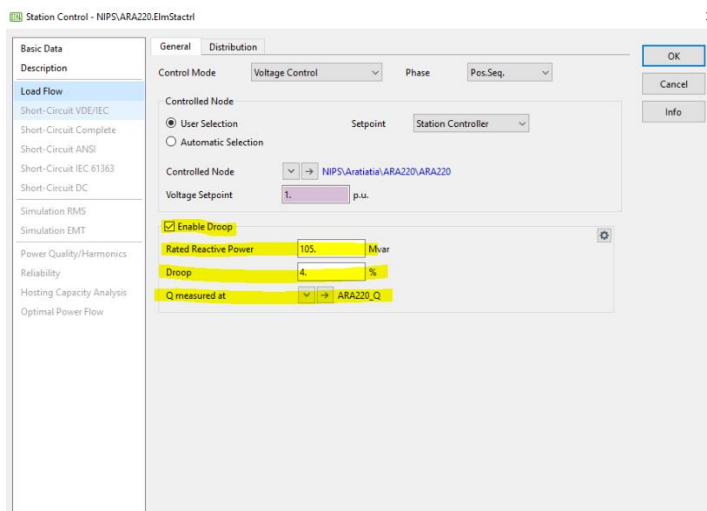 Station Control - NIPS\ARA220.ElmStactrl
Basic Data
Description
Load Flow
Short-Circuit VDE/IEC
Short-Circuit Complete
Short-Circuit ANSI
Short-Circuit IEC 61363
Short-Circuit DC
Simulation RMS
Simulation EMT
Power Quality/Harmonics
Reliability
Hosting Capacity Analysis
Optimal Power Flow
General Distribution
Control Mode Voltage Control Phase Pos.Seq.
Controlled Node
User Selection Setpoint Station Controller
Automatic Selection
Controlled Node NIPS\Aratiatia\ARA220\ARA220
Voltage Setpoint 1. p.u.
Enable Droop
Rated Reactive Power 105. Mvar
Droop 4. %
Q measured at ARA220_Q
OK
Cancel
Info